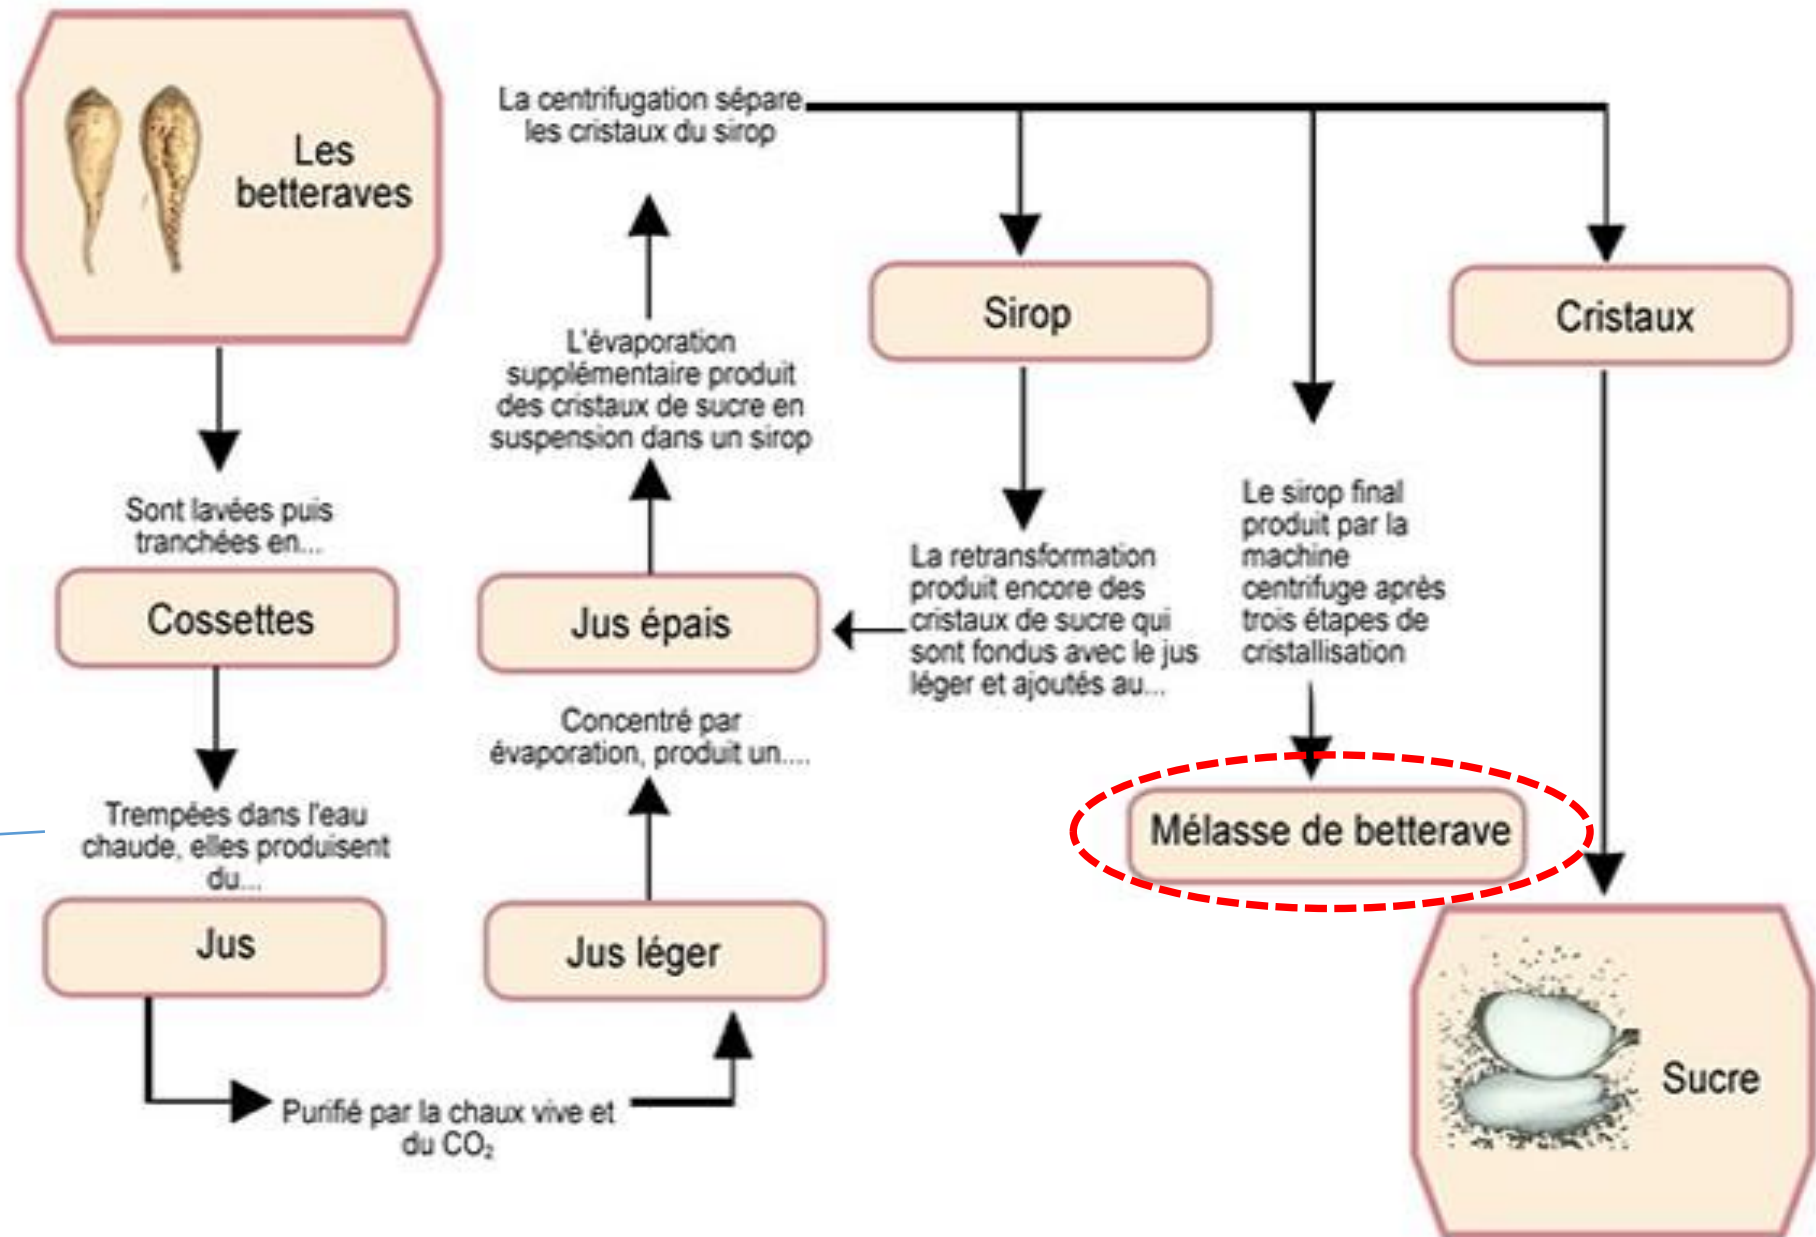 Les
betteraves
Sont lavées puis
tranchées en...
Cossettes
Trempées dans l'eau
chaude, elles produisent
du...
Jus
Purifié par la chaux vive et
du CO₂
Jus léger
Concentré par
évaporation, produit un....
Jus épais
L'évaporation
supplémentaire produit
des cristaux de sucre en
suspension dans un sirop
La centrifugation sépare
les cristaux du sirop
Sirop
La retransformation
produit encore des
cristaux de sucre qui
sont fondus avec le jus
léger et ajoutés au...
Le sirop final
produit par la
machine
centrifuge après
trois étapes de
cristallisation
Mélasse de betterave
Cristaux
Sucre